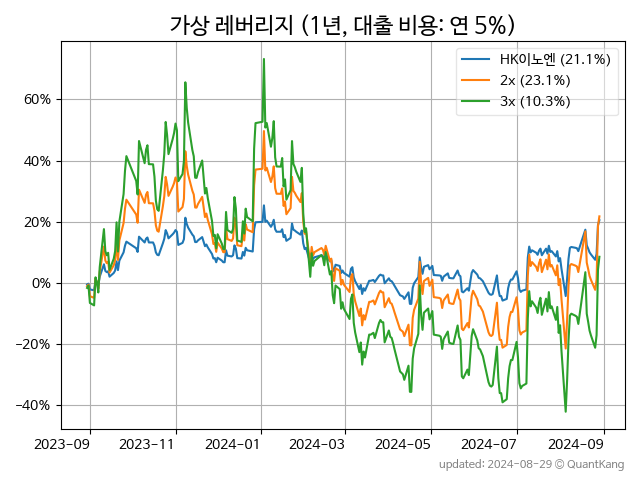 가상 레버리지 (1년, 대출 비용: 연 5%)
HK이노엔 (21.1%)
2x (23.1%)
3x (10.3%)
60%
40%
20%
0%
−20%
−40%
2023-09 2023-11 2024-01 2024-03 2024-05 2024-07 2024-09
updated: 2024-08-29 © QuantKang